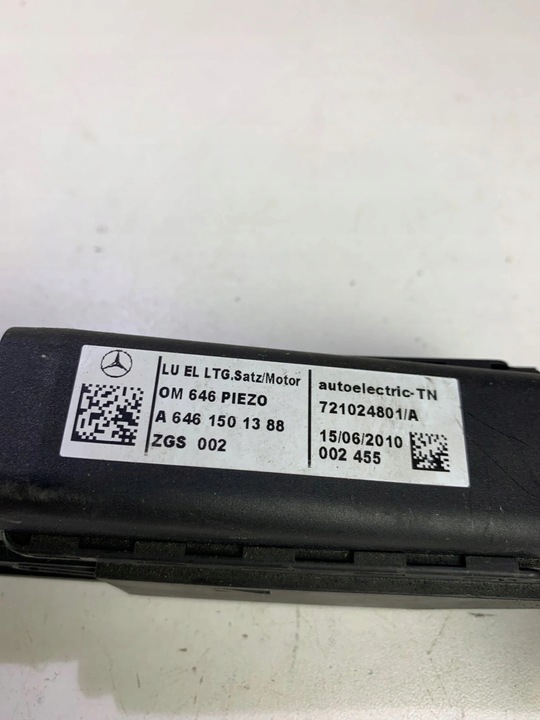 LU EL LTG.Satz/Motor
OM 646 PIEZO
A 646 150 13 88
ZGS 002
autoelectric-TN
721024801/A
15/06/2010
002 455